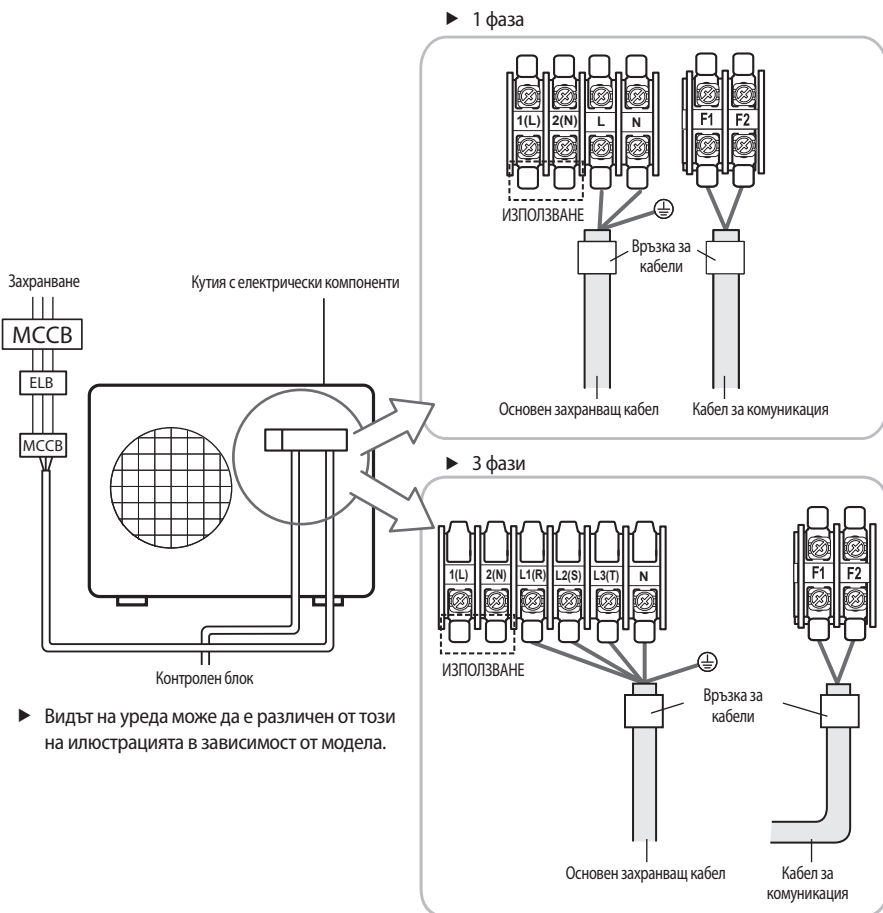 ▶ 1 фаза
1(L) 2(N) L N F1 F2
ИЗПОЛЗВАНЕ
Връзка за
кабели
Основен захранващ кабел Кабел за комуникация
Захранване
Кутия с електрически компоненти
MCCB
ELB
MCCB
Контролен блок
▶ Видът на уреда може да е различен от този
на илюстрацията в зависимост от модела.
▶ 3 фази
1(L) 2(N) L1(R) L2(S) L3(T) N F1 F2
ИЗПОЛЗВАНЕ
Връзка за
кабели
Основен захранващ кабел
Кабел за
комуникация